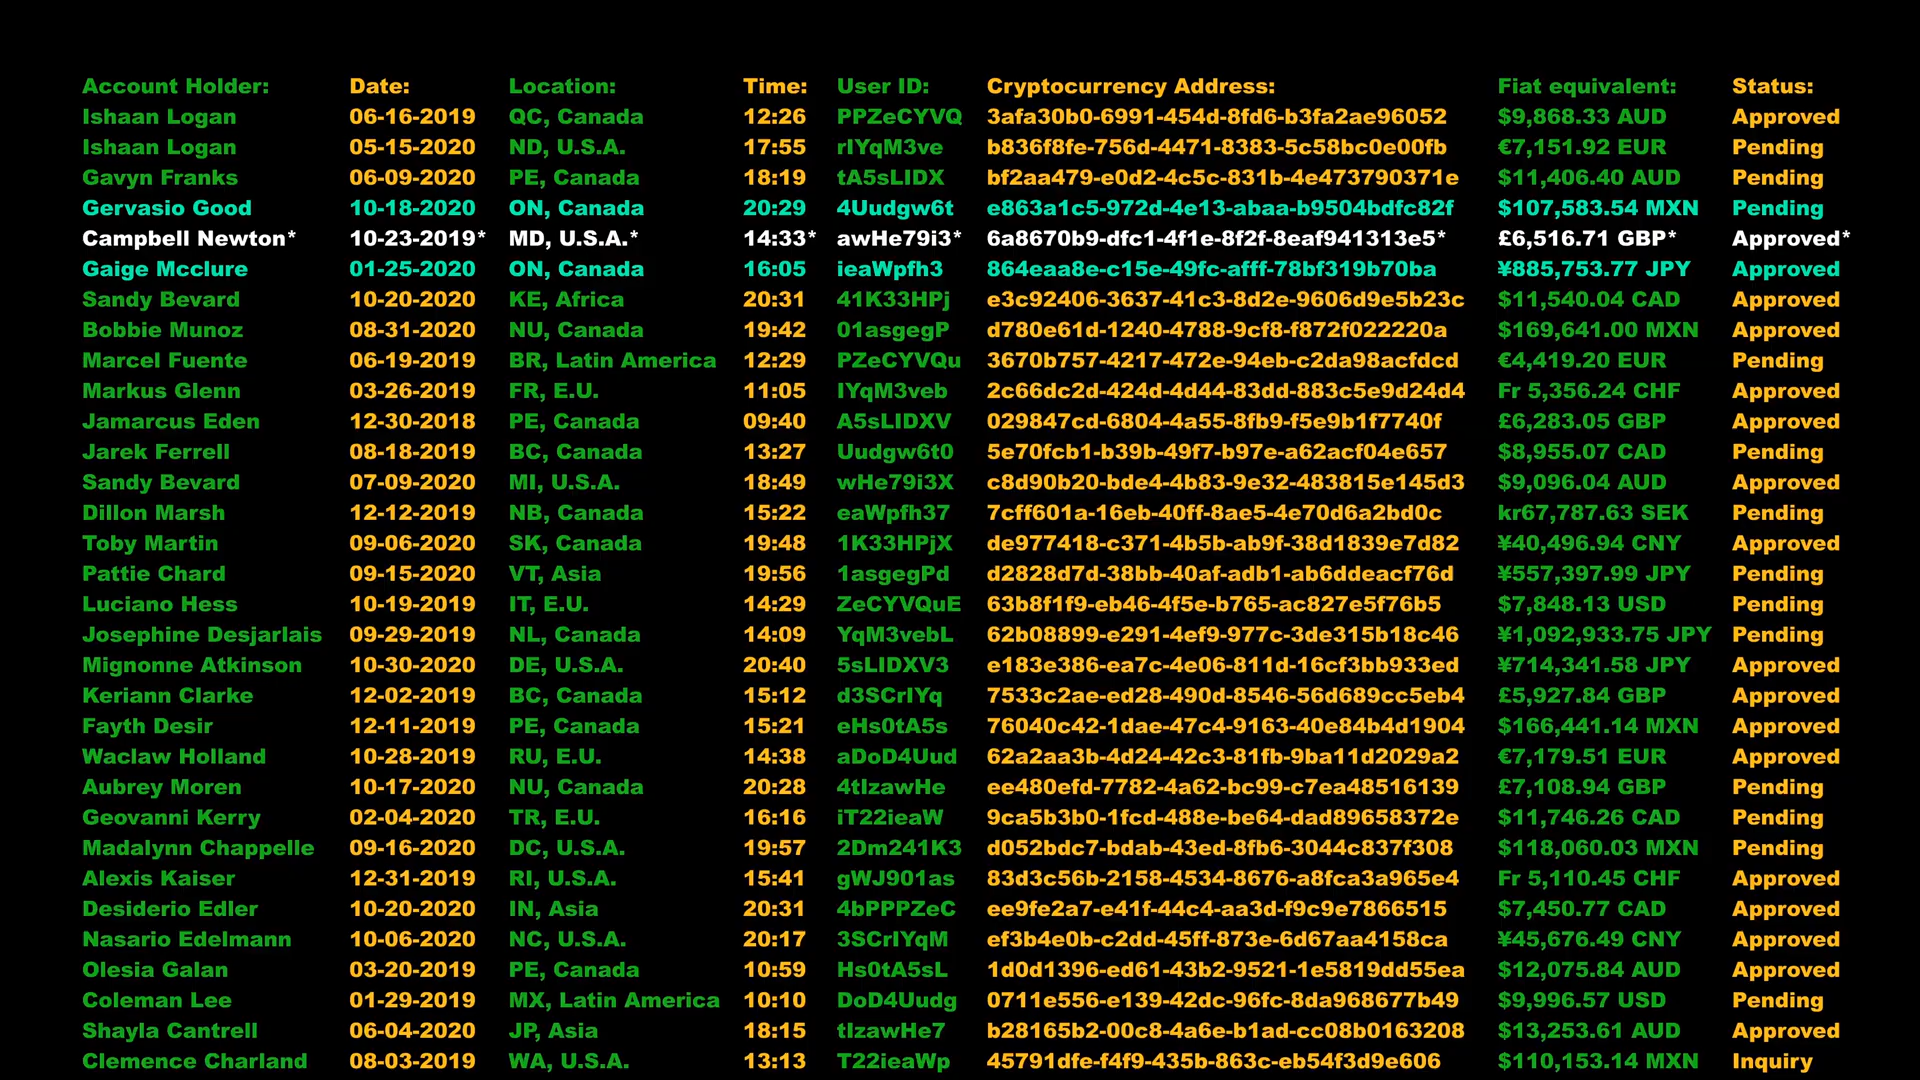 Account Holder: Date: Location: Time: User ID: Cryptocurrency Address: Fiat equivalent: Status:
Ishaan Logan 06-16-2019 QC, Canada 12:26 PPZeCYVQ 3afa30b0-6991-454d-8fd6-b3fa2ae96052 $9,868.33 AUD Approved
Ishaan Logan 05-15-2020 ND, U.S.A. 17:55 rIYqM3ve b836f8fe-756d-4471-8383-5c58bc0e00fb €7,151.92 EUR Pending
Gavyn Franks 06-09-2020 PE, Canada 18:19 tA5sLIDX bf2aa479-e0d2-4c5c-831b-4e473790371e $11,406.40 AUD Pending
Gervasio Good 10-18-2020 ON, Canada 20:29 4Uudgw6t e863a1c5-972d-4e13-abaa-b9504bdfc82f $107,583.54 MXN Pending
Campbell Newton* 10-23-2019* MD, U.S.A.* 14:33* awHe79i3* 6a8670b9-dfc1-4f1e-8f2f-8eaf941313e5* £6,516.71 GBP* Approved*
Gaige Mcclure 01-25-2020 ON, Canada 16:05 ieaWpfh3 864eaa8e-c15e-49fc-afff-78bf319b70ba ¥885,753.77 JPY Approved
Sandy Bevard 10-20-2020 KE, Africa 20:31 41K33HPj e3c92406-3637-41c3-8d2e-9606d9e5b23c $11,540.04 CAD Approved
Bobbie Munoz 08-31-2020 NU, Canada 19:42 01asgegP d780e61d-1240-4788-9cf8-f872f022220a $169,641.00 MXN Approved
Marcel Fuente 06-19-2019 BR, Latin America 12:29 PZeCYVQu 3670b757-4217-472e-94eb-c2da98acfdcd €4,419.20 EUR Pending
Markus Glenn 03-26-2019 FR, E.U. 11:05 IYqM3veb 2c66dc2d-424d-4d44-83dd-883c5e9d24d4 Fr 5,356.24 CHF Approved
Jamarcus Eden 12-30-2018 PE, Canada 09:40 A5sLIDXV 029847cd-6804-4a55-8fb9-f5e9b1f7740f £6,283.05 GBP Approved
Jarek Ferrell 08-18-2019 BC, Canada 13:27 Uudgw6t0 5e70fcb1-b39b-49f7-b97e-a62acf04e657 $8,955.07 CAD Pending
Sandy Bevard 07-09-2020 MI, U.S.A. 18:49 wHe79i3X c8d90b20-bde4-4b83-9e32-483815e145d3 $9,096.04 AUD Approved
Dillon Marsh 12-12-2019 NB, Canada 15:22 eaWpfh37 7cff601a-16eb-40ff-8ae5-4e70d6a2bd0c kr67,787.63 SEK Pending
Toby Martin 09-06-2020 SK, Canada 19:48 1K33HPjX de977418-c371-4b5b-ab9f-38d1839e7d82 ¥40,496.94 CNY Approved
Pattie Chard 09-15-2020 VT, Asia 19:56 1asgegPd d2828d7d-38bb-40af-adb1-ab6ddeacf76d ¥557,397.99 JPY Pending
Luciano Hess 10-19-2019 IT, E.U. 14:29 ZeCYVQuE 63b8f1f9-eb46-4f5e-b765-ac827e5f76b5 $7,848.13 USD Pending
Josephine Desjarlais 09-29-2019 NL, Canada 14:09 YqM3vebL 62b08899-e291-4ef9-977c-3de315b18c46 ¥1,092,933.75 JPY Pending
Mignonne Atkinson 10-30-2020 DE, U.S.A. 20:40 5sLIDXV3 e183e386-ea7c-4e06-811d-16cf3bb933ed ¥714,341.58 JPY Approved
Keriann Clarke 12-02-2019 BC, Canada 15:12 d3SCrIYq 7533c2ae-ed28-490d-8546-56d689cc5eb4 £5,927.84 GBP Approved
Fayth Desir 12-11-2019 PE, Canada 15:21 eHs0tA5s 76040c42-1dae-47c4-9163-40e84b4d1904 $166,441.14 MXN Approved
Waclaw Holland 10-28-2019 RU, E.U. 14:38 aDoD4Uud 62a2aa3b-4d24-42c3-81fb-9ba11d2029a2 €7,179.51 EUR Approved
Aubrey Moren 10-17-2020 NU, Canada 20:28 4tIzawHe ee480efd-7782-4a62-bc99-c7ea48516139 £7,108.94 GBP Pending
Geovanni Kerry 02-04-2020 TR, E.U. 16:16 iT22ieaW 9ca5b3b0-1fcd-488e-be64-dad89658372e $11,746.26 CAD Pending
Madalynn Chappelle 09-16-2020 DC, U.S.A. 19:57 2Dm241K3 d052bdc7-bdab-43ed-8fb6-3044c837f308 $118,060.03 MXN Pending
Alexis Kaiser 12-31-2019 RI, U.S.A. 15:41 gWJ901as 83d3c56b-2158-4534-8676-a8fca3a965e4 Fr 5,110.45 CHF Approved
Desiderio Edler 10-20-2020 IN, Asia 20:31 4bPPPZeC ee9fe2a7-e41f-44c4-aa3d-f9c9e7866515 $7,450.77 CAD Approved
Nasario Edelmann 10-06-2020 NC, U.S.A. 20:17 3SCrIYqM ef3b4e0b-c2dd-45ff-873e-6d67aa4158ca ¥45,676.49 CNY Approved
Olesia Galan 03-20-2019 PE, Canada 10:59 Hs0tA5sL 1d0d1396-ed61-43b2-9521-1e5819dd55ea $12,075.84 AUD Approved
Coleman Lee 01-29-2019 MX, Latin America 10:10 DoD4Uudg 0711e556-e139-42dc-96fc-8da968677b49 $9,996.57 USD Pending
Shayla Cantrell 06-04-2020 JP, Asia 18:15 tIzawHe7 b28165b2-00c8-4a6e-b1ad-cc08b0163208 $13,253.61 AUD Approved
Clemence Charland 08-03-2019 WA, U.S.A. 13:13 T22ieaWp 45791dfe-f4f9-435b-863c-eb54f3d9e606 $110,153.14 MXN Inquiry